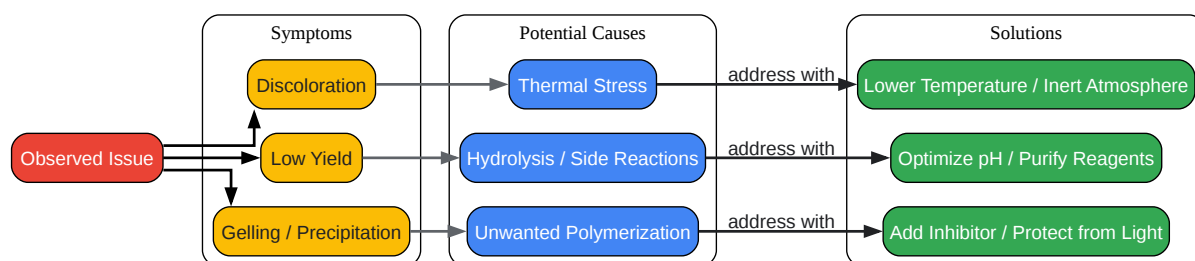 Symptoms
Potential Causes
Solutions
Discoloration
Thermal Stress
address with
Lower Temperature / Inert Atmosphere
Observed Issue
Low Yield
Hydrolysis / Side Reactions
address with
Optimize pH / Purify Reagents
Gelling / Precipitation
Unwanted Polymerization
address with
Add Inhibitor / Protect from Light